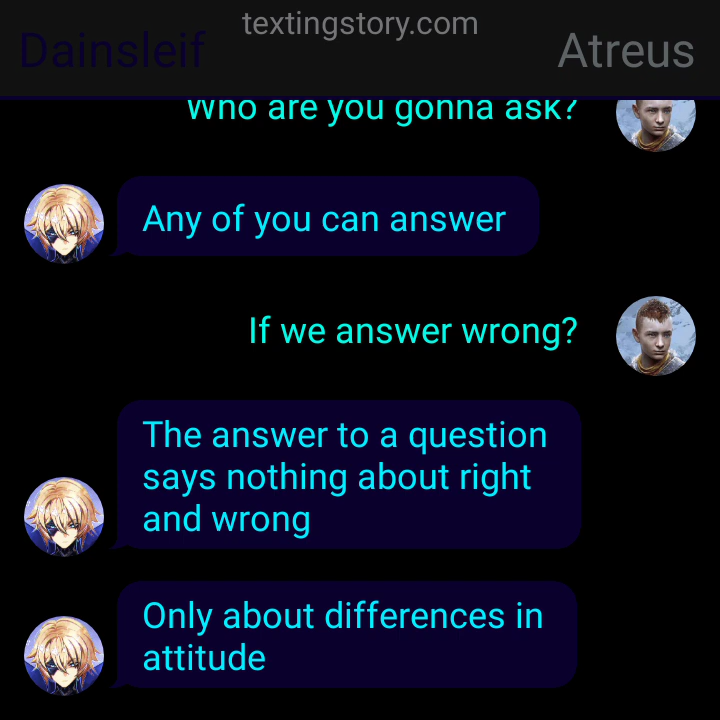 textingstory.com
Dainsleif
Atreus
Who are you gonna ask?
Any of you can answer
If we answer wrong?
The answer to a question
says nothing about right
and wrong
Only about differences in
attitude